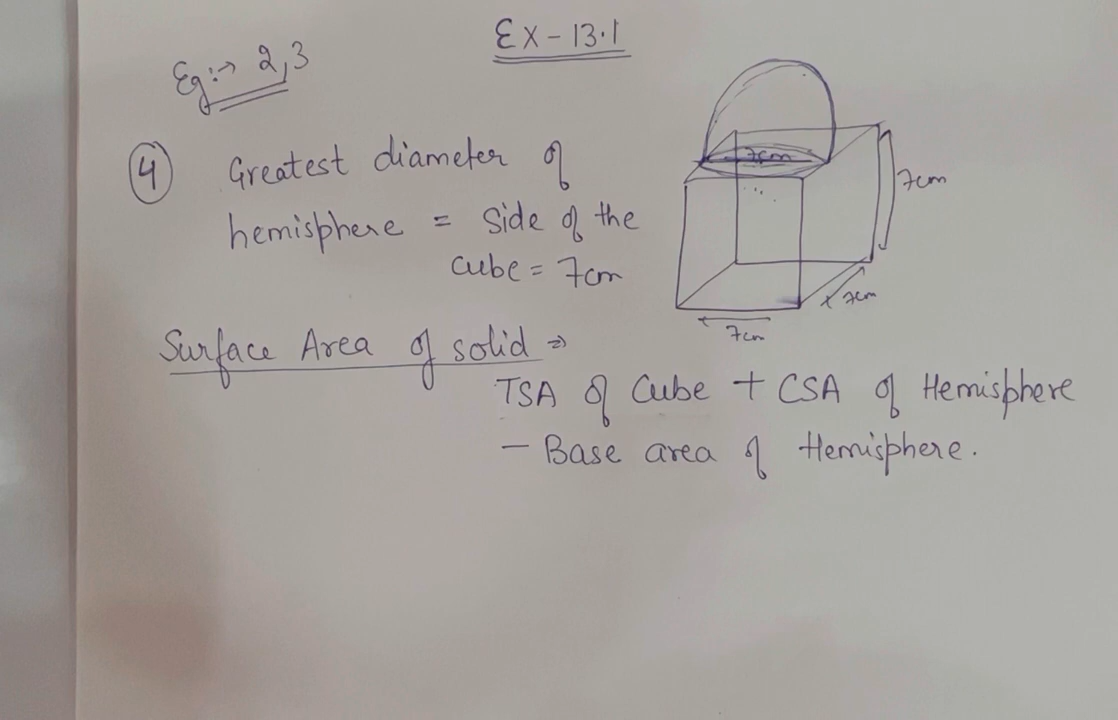 Ex - 13.1
Eg:→ 2,3
④ Greatest diameter of
hemisphere = side of the
cube = 7cm
7cm
7cm
7cm
7cm
Surface Area of solid ⇒
TSA of Cube + CSA of Hemisphere
- Base area of Hemisphere.